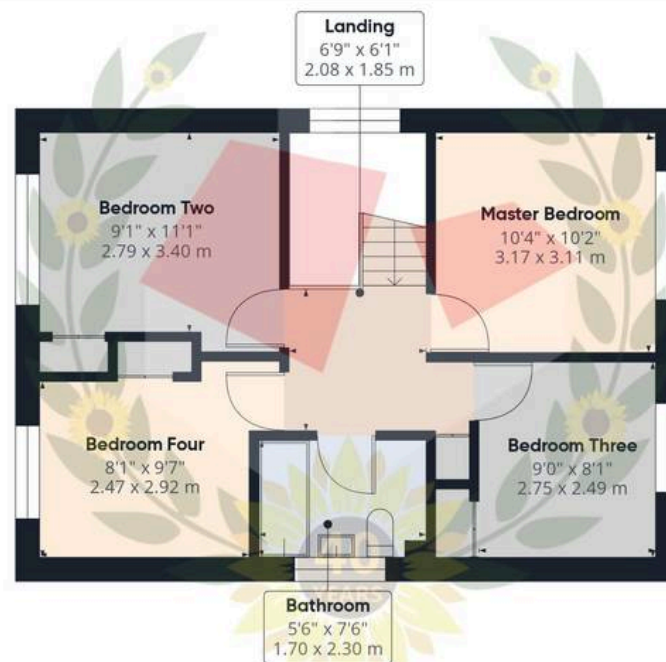 Landing
6'9" x 6'1"
2.08 x 1.85 m
Bedroom Two
9'1" x 11'1"
2.79 x 3.40 m
Master Bedroom
10'4" x 10'2"
3.17 x 3.11 m
Bedroom Four
8'1" x 9'7"
2.47 x 2.92 m
Bedroom Three
9'0" x 8'1"
2.75 x 2.49 m
40
YEARS
Bathroom
5'6" x 7'6"
1.70 x 2.30 m